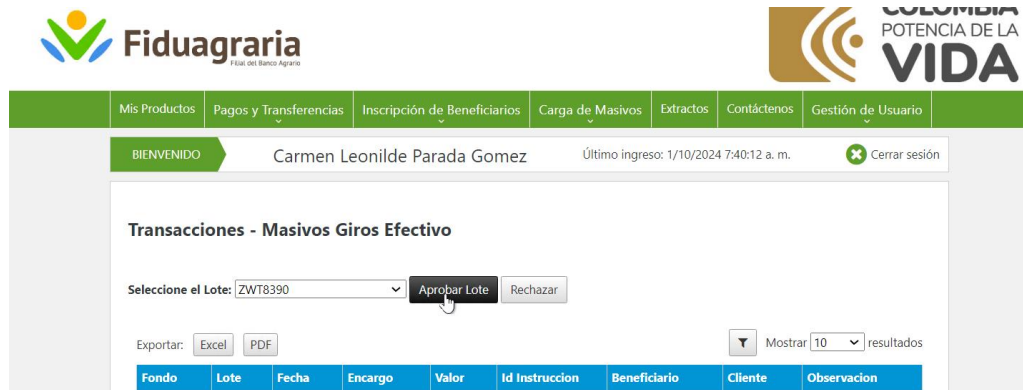 COLOMBIA
POTENCIA DE LA
VIDA
Fiduagraria
Filial del Banco Agrario
Mis Productos Pagos y Transferencias Inscripción de Beneficiarios Carga de Masivos Extractos Contáctenos Gestión de Usuario
BIENVENIDO Carmen Leonilde Parada Gomez Último ingreso: 1/10/2024 7:40:12 a. m. Cerrar sesión
Transacciones - Masivos Giros Efectivo
Seleccione el Lote: ZWT8390 Aprobar Lote Rechazar
Exportar: Excel PDF Mostrar 10 resultados
Fondo Lote Fecha Encargo Valor Id Instruccion Beneficiario Cliente Observacion